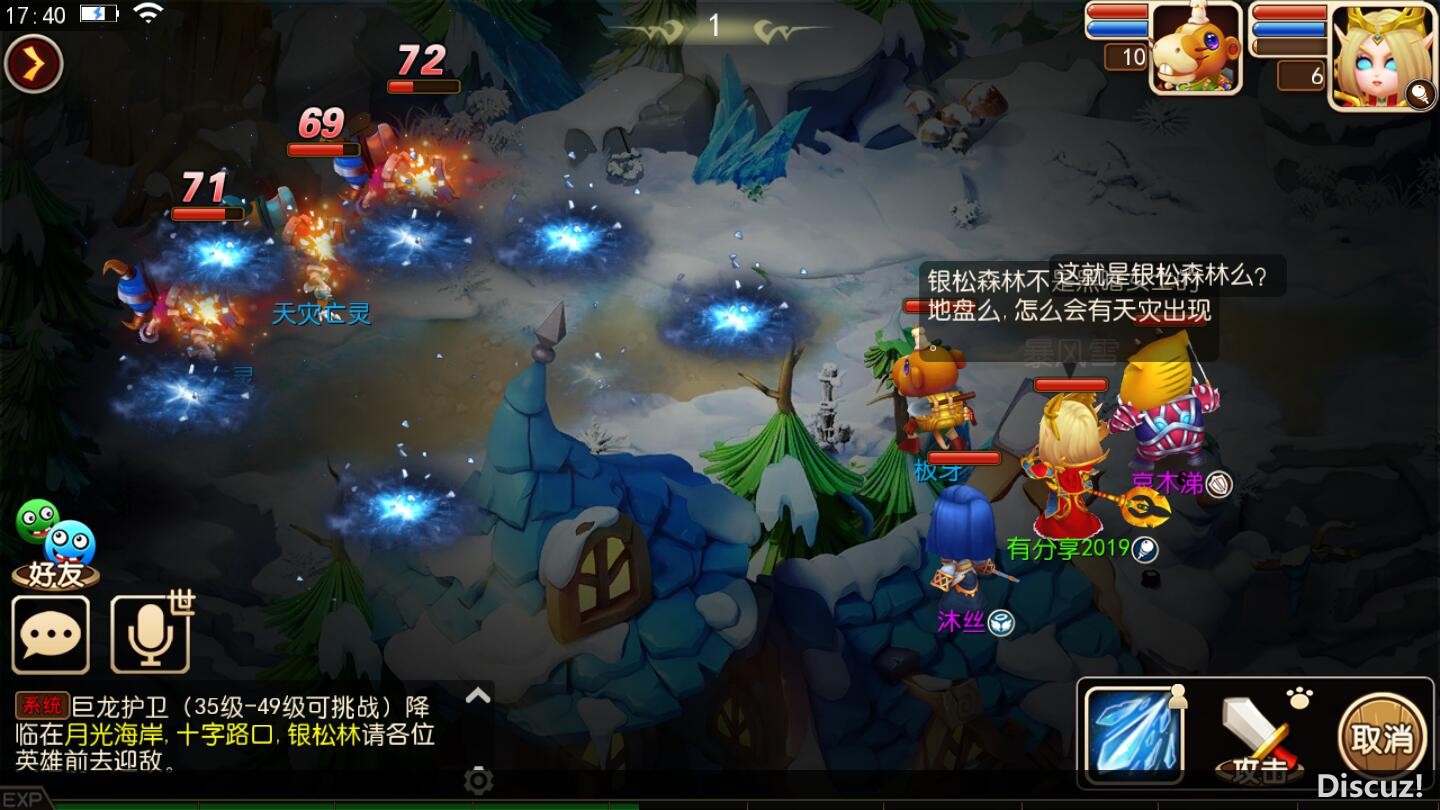 17:40
1
72
69
71
10
6
天灾亡灵
灵
这就是银松森林么?
银松森林不
地盘么,怎么会有天灾出现
。
暴风雪
板牙
有分享2019
沐丝
好友
世
系统 巨龙护卫（35级-49级可挑战）降
临在月光海岸,十字路口,银松林请各位
英雄前去迎敌。
攻击
取消
EXP
Discuz!